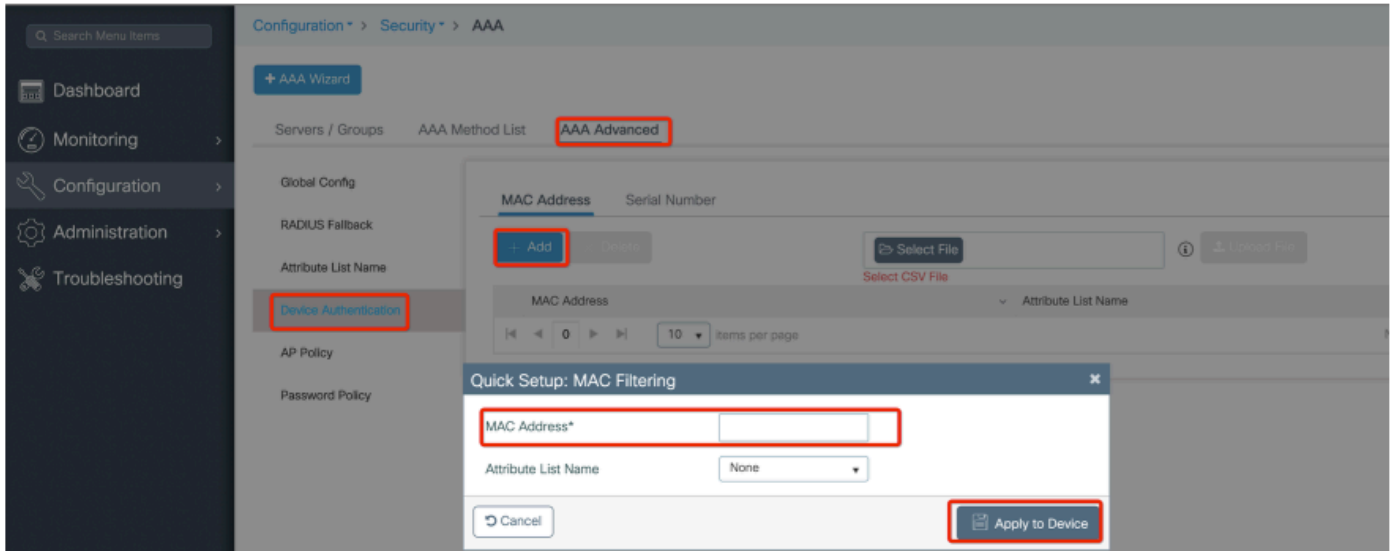 Search Menu Items
Dashboard
Monitoring
Configuration
Administration
Troubleshooting
Configuration > Security > AAA
+ AAA Wizard
Servers / Groups AAA Method List AAA Advanced
Global Config
RADIUS Fallback
Attribute List Name
Device Authentication
AP Policy
Password Policy
MAC Address Serial Number
+ Add Delete Select File Upload File
Select CSV File
MAC Address Attribute List Name
0 10 items per page
Quick Setup: MAC Filtering
MAC Address*
Attribute List Name None
Cancel Apply to Device